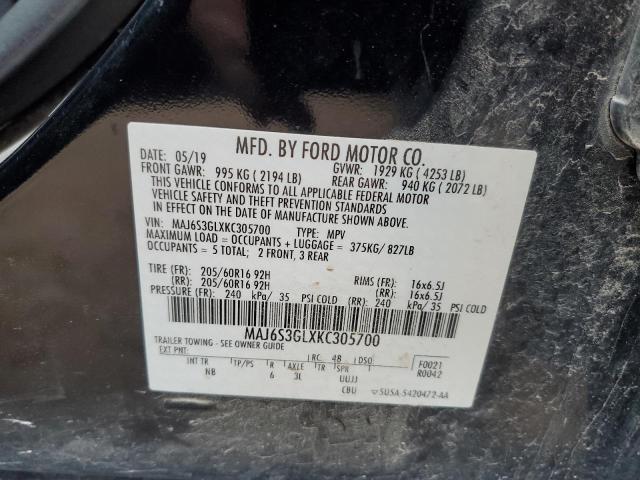 MFD. BY FORD MOTOR CO.
DATE: 05/19 GVWR: 1929 KG ( 4253 LB)
FRONT GAWR: 995 KG ( 2194 LB) REAR GAWR: 940 KG ( 2072 LB)
THIS VEHICLE CONFORMS TO ALL APPLICABLE FEDERAL MOTOR
VEHICLE SAFETY AND THEFT PREVENTION STANDARDS
IN EFFECT ON THE DATE OF MANUFACTURE SHOWN ABOVE.
VIN: MAJ6S3GLXKC305700 TYPE: MPV
MAXIMUM LOAD = OCCUPANTS + LUGGAGE = 375KG/ 827LB
OCCUPANTS = 5 TOTAL; 2 FRONT, 3 REAR
TIRE (FR): 205/60R16 92H RIMS (FR): 16x6.5J
(RR): 205/60R16 92H (RR): 16x6.5J
PRESSURE (FR): 240 kPa/ 35 PSI COLD (RR): 240 kPa/ 35 PSI COLD
MAJ6S3GLXKC305700
TRAILER TOWING - SEE OWNER GUIDE
EXT PNT: RC: 48 DSO: F0021
R0042
INT TR TP/PS R AXLE TR SPR
NB 6 3L UUJJ
CBU 5U5A-5420472-AA